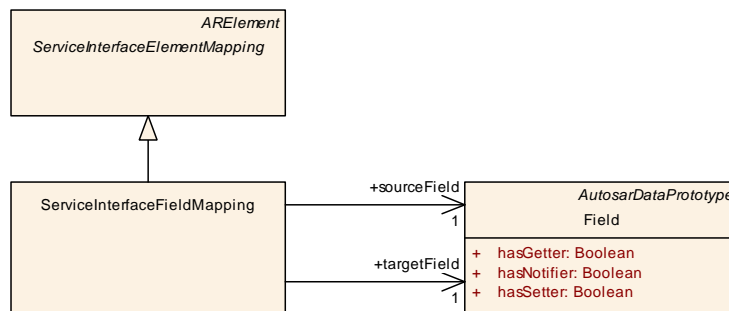 ARElement
ServiceInterfaceElementMapping
ServiceInterfaceFieldMapping
+sourceField
1
+targetField
1
AutosarDataPrototype
Field
+ hasGetter: Boolean
+ hasNotifier: Boolean
+ hasSetter: Boolean